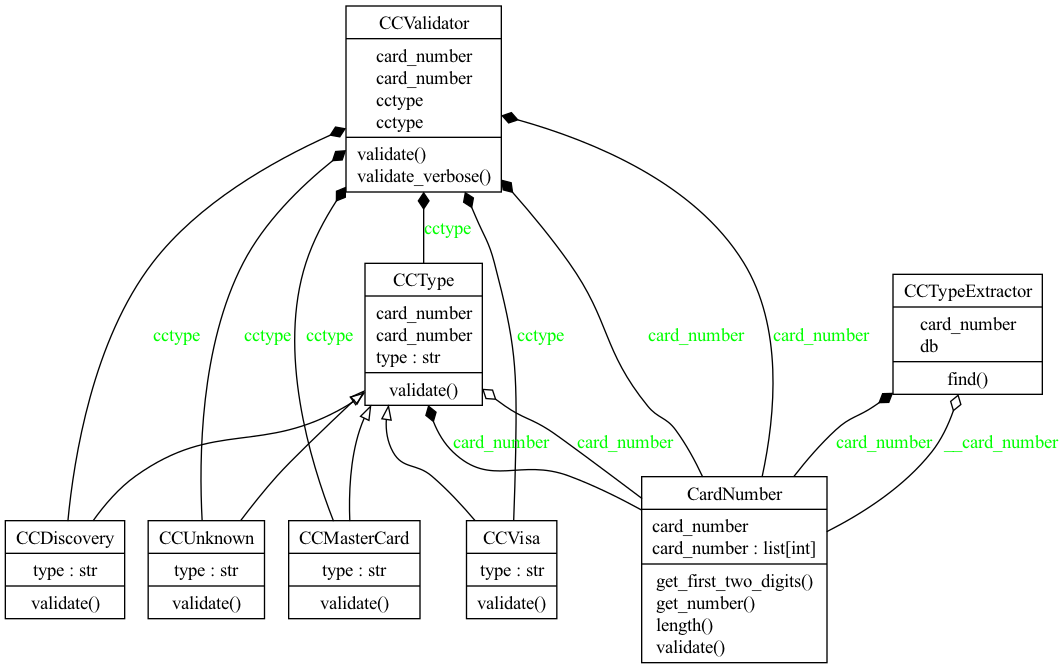 CCValidator
card_number
card_number
cctype
cctype
validate()
validate_verbose()
cctype
CCType
card_number
card_number
type : str
validate()
CCTypeExtractor
card_number
db
find()
cctype
cctype
cctype
cctype
card_number
card_number
card_number
card_number
card_number
__card_number
CCDiscovery
type : str
validate()
CCUnknown
type : str
validate()
CCMasterCard
type : str
validate()
CCVisa
type : str
validate()
CardNumber
card_number
card_number : list[int]
get_first_two_digits()
get_number()
length()
validate()